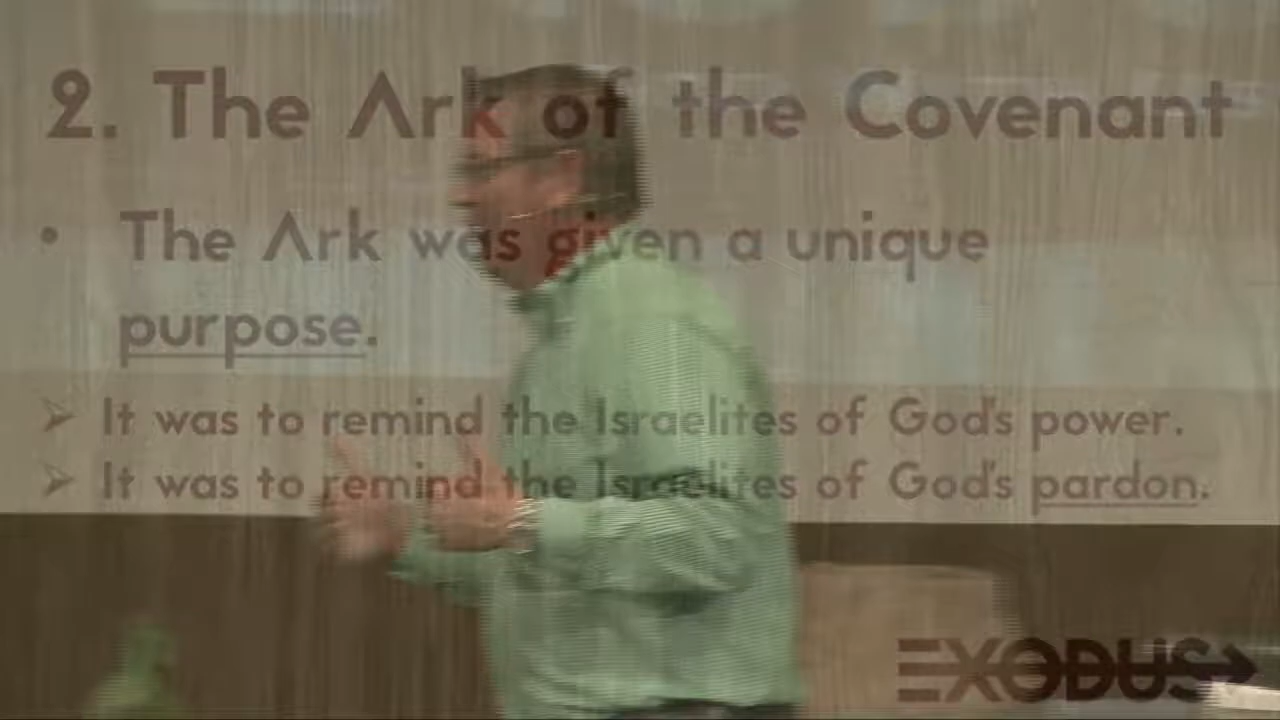 2. The Ark of the Covenant
• The Ark was given a unique
purpose.
➢ It was to remind the Israelites of God's power.
➢ It was to remind the Israelites of God's pardon.
EXODUS